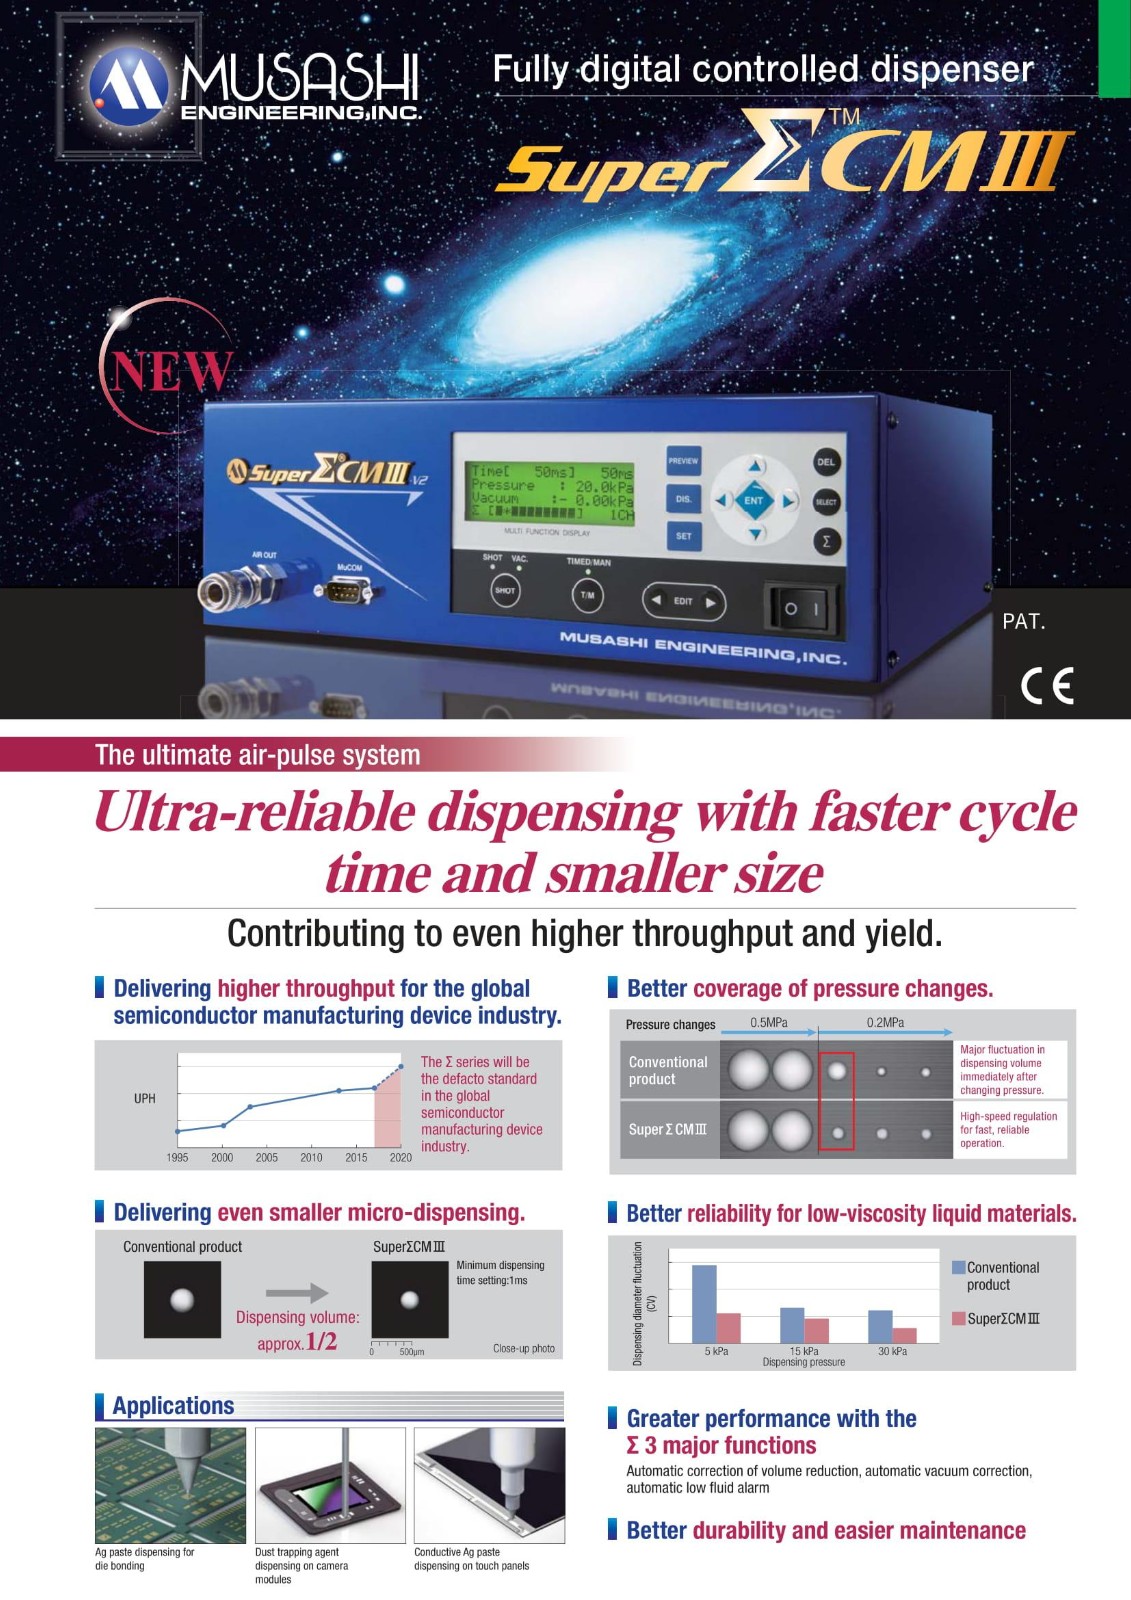 MUSASHI
ENGINEERING,INC.
Fully digital controlled dispenser
Super Σ™ CMIII
NEW
Super ΣCMIII V2
Time[ 50ms] 50ms
Pressure : 20.0kPa
Vacuum :- 0.00kPa
1CH
MULTI FUNCTION DISPLAY
PREVIEW
DIS.
SET
ENT
DEL
SELECT
Σ
AIR OUT
MuCOM
SHOT VAC.
SHOT
TIMED/MAN
T/M
EDIT
MUSASHI ENGINEERING,INC.
PAT.
CE
The ultimate air-pulse system
Ultra-reliable dispensing with faster cycle
time and smaller size
Contributing to even higher throughput and yield.
Delivering higher throughput for the global
semiconductor manufacturing device industry.
UPH
1995 2000 2005 2010 2015 2020
The Σ series will be
the defacto standard
in the global
semiconductor
manufacturing device
industry.
Better coverage of pressure changes.
Pressure changes 0.5MPa 0.2MPa
Conventional
product
Major fluctuation in
dispensing volume
immediately after
changing pressure.
Super Σ CMIII
High-speed regulation
for fast, reliable
operation.
Delivering even smaller micro-dispensing.
Conventional product
SuperΣCMIII
Minimum dispensing
time setting:1ms
Dispensing volume:
approx.1/2
0 500μm
Close-up photo
Better reliability for low-viscosity liquid materials.
Dispensing diameter fluctuation
(CV)
5 kPa 15 kPa 30 kPa
Dispensing pressure
Conventional
product
SuperΣCMIII
Applications
Ag paste dispensing for
die bonding
Dust trapping agent
dispensing on camera
modules
Conductive Ag paste
dispensing on touch panels
Greater performance with the
Σ 3 major functions
Automatic correction of volume reduction, automatic vacuum correction,
automatic low fluid alarm
Better durability and easier maintenance